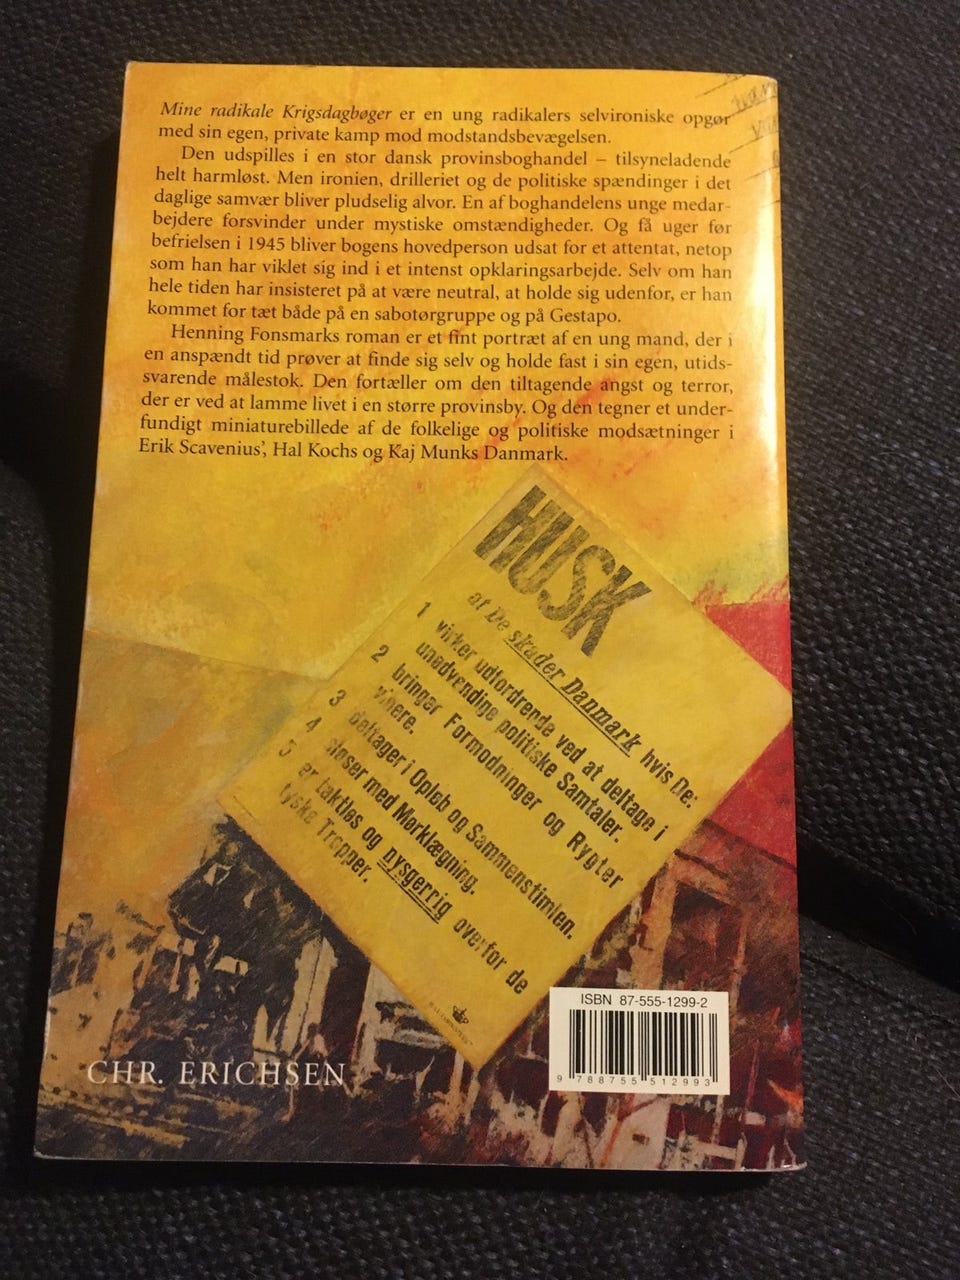 Mine radikale Krigsdagbøger er en ung radikalers selvironiske opgør
med sin egen, private kamp mod modstandsbevægelsen.
Den udspilles i en stor dansk provinsboghandel – tilsyneladende
helt harmløst. Men ironien, drilleriet og de politiske spændinger i det
daglige samvær bliver pludselig alvor. En af boghandelens unge medar-
bejdere forsvinder under mystiske omstændigheder. Og få uger før
befrielsen i 1945 bliver bogens hovedperson udsat for et attentat, netop
som han har viklet sig ind i et intenst opklaringsarbejde. Selv om han
hele tiden har insisteret på at være neutral, at holde sig udenfor, er han
kommet for tæt både på en sabotørgruppe og på Gestapo.
Henning Fonsmarks roman er et fint portræt af en ung mand, der i
en anspændt tid prøver at finde sig selv og holde fast i sin egen, utids-
svarende målestok. Den fortæller om den tiltagende angst og terror,
der er ved at lamme livet i en større provinsby. Og den tegner et under-
fundigt miniaturebillede af de folkelige og politiske modsætninger i
Erik Scavenius', Hal Kochs og Kaj Munks Danmark.
HUSK
at De skader Danmark hvis De:
1 virker udfordrende ved at deltage i
unødvendige politiske Samtaler.
2 bringer Formodninger og Rygter
videre.
3 deltager i Opløb og Sammenstimlen.
4 sløser med Mørklægning.
5 er taktløs og nysgerrig overfor de
tyske Tropper.
ISBN 87-555-1299-2
9 788755 512993
CHR. ERICHSEN